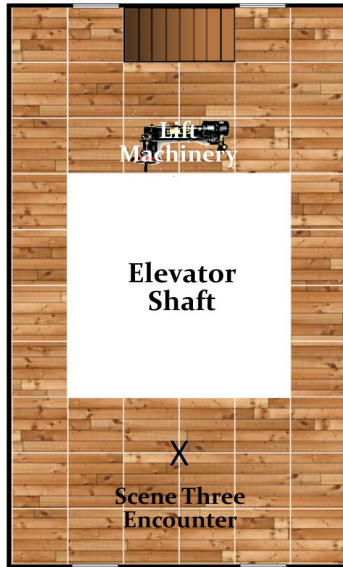 Lift
Machinery
Elevator
Shaft
X
Scene Three
Encounter